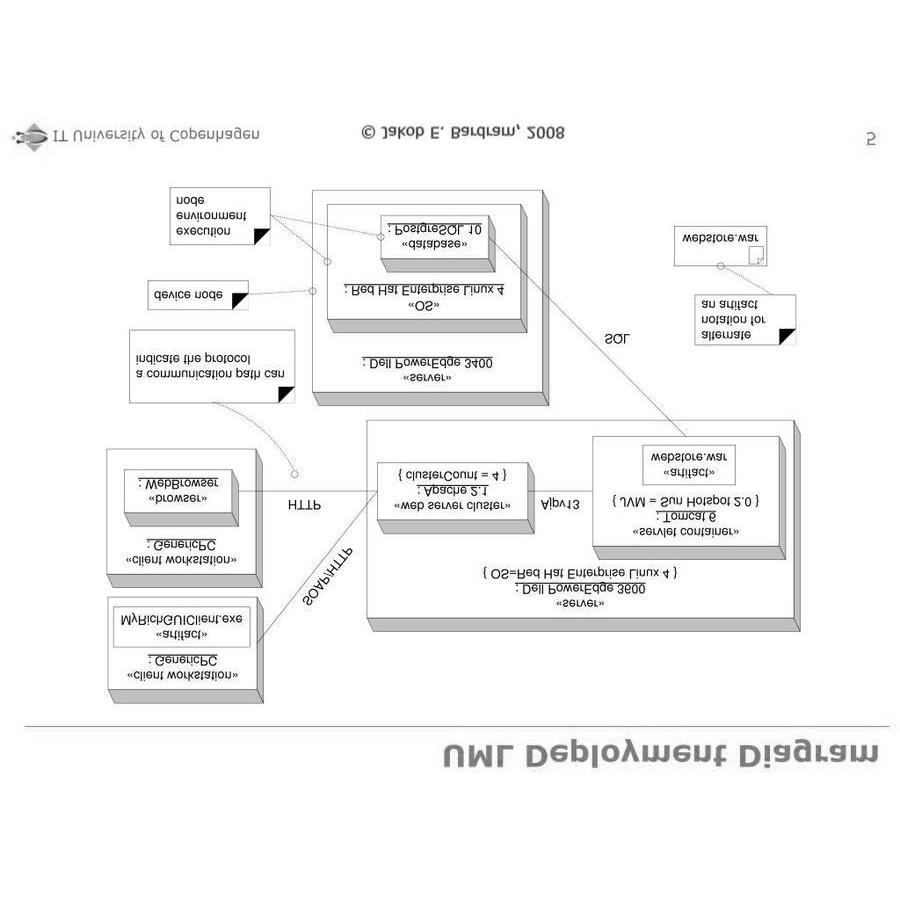 UML Deployment Diagram
«client workstation»
: GenericPC
«artifact»
MyRichGUIClient.exe
«server»
: Dell PowerEdge 3600
{ OS=Red Hat Enterprise Linux 4 }
SOAP/HTTP
«client workstation»
: GenericPC
«browser»
: WebBrowser
HTTP
«web server cluster»
: Apache 2.1
{ clusterCount = 4 }
Ajpv13
«servlet container»
: Tomcat 6
{ JVM = Sun Hotspot 2.0 }
«artifact»
webstore.war
a communication path can
indicate the protocol
«server»
: Dell PowerEdge 3400
«OS»
: Red Hat Enterprise Linux 4
«database»
: PostgreSQL 10
SQL
alternate
notation for
an artifact
webstore.war
device node
execution
environment
node
IT University of Copenhagen
© Jakob E. Bardram, 2008
5